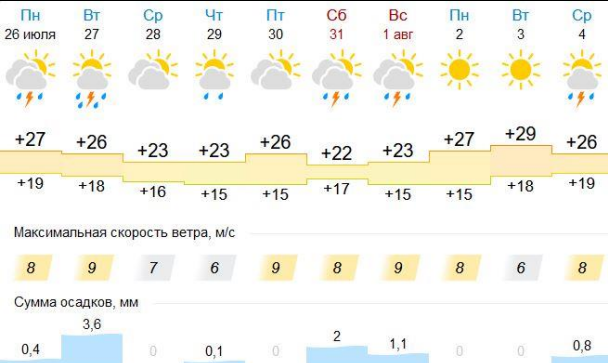 Пн Вт Ср Чт Пт Сб Вс Пн Вт Ср
26 июля 27 28 29 30 31 1 авг 2 3 4
+27 +26 +23 +23 +26 +22 +23 +27 +29 +26
+19 +18 +16 +15 +15 +17 +15 +15 +18 +19
Максимальная скорость ветра, м/с
8 9 7 6 9 8 9 8 6 8
Сумма осадков, мм
0,4 3,6 0 0,1 0 2 1,1 0 0 0,8